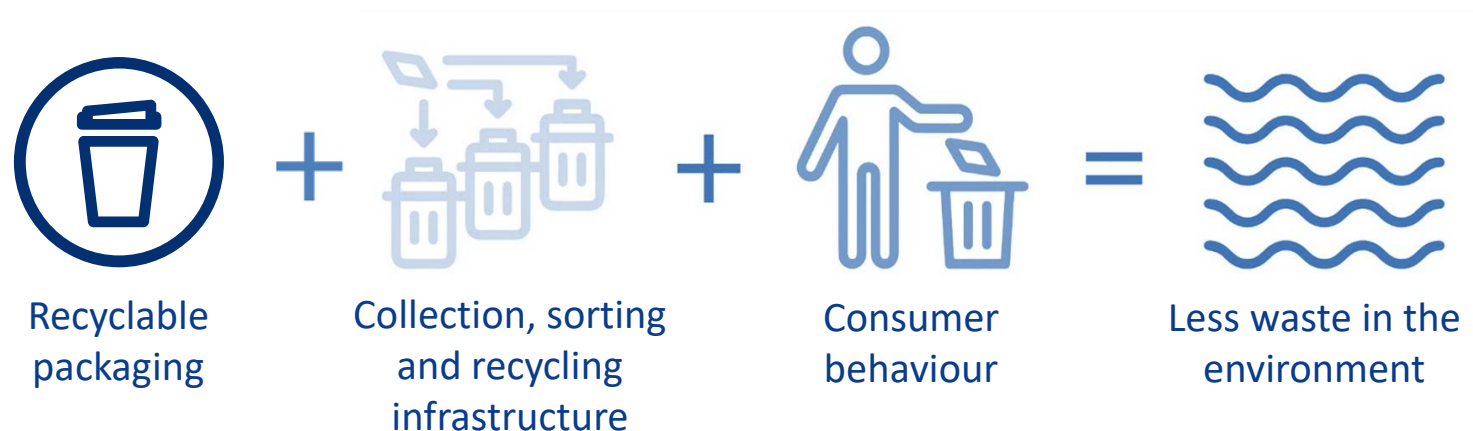 Recyclable
packaging
+
Collection, sorting
and recycling
infrastructure
+
Consumer
behaviour
=
Less waste in the
environment